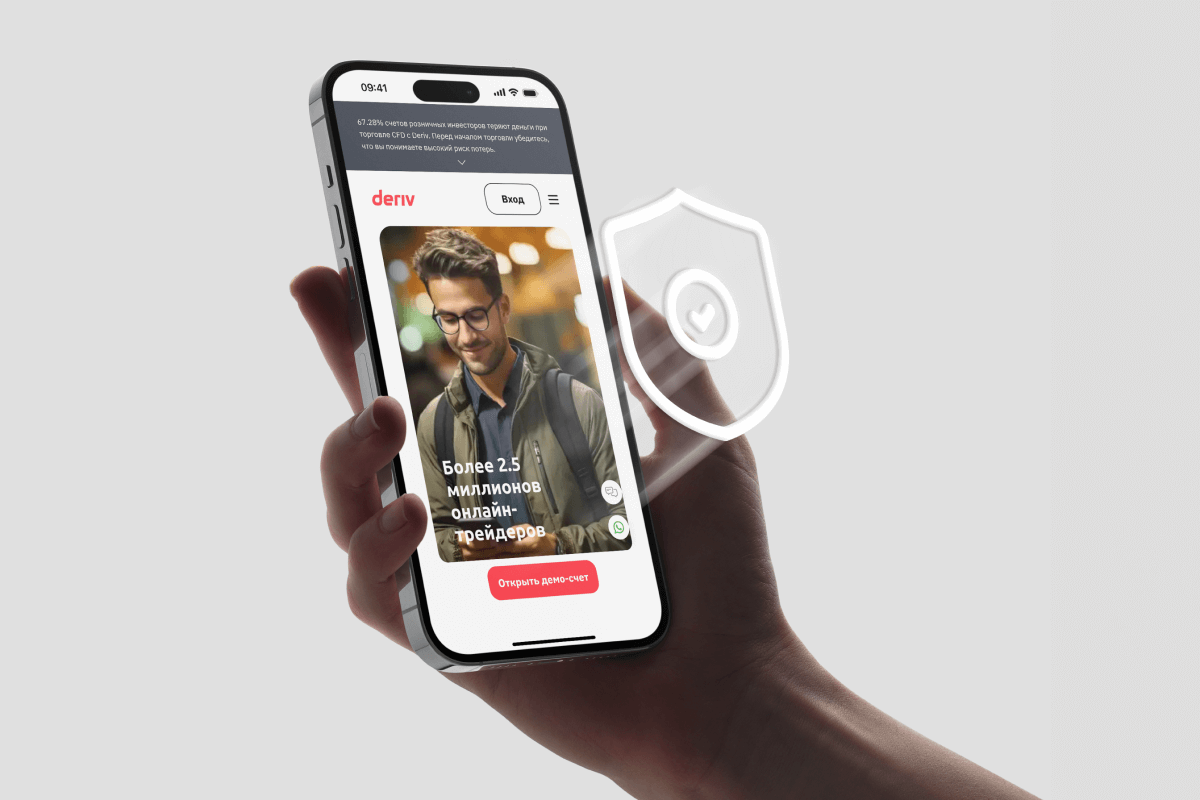 09:41
67.28% счетов розничных инвесторов теряют деньги при
торговле CFD с Deriv. Перед началом торговли убедитесь,
что вы понимаете высокий риск потерь.
deriv
Вход
Более 2.5
миллионов
онлайн-
трейдеров
Открыть демо-счет